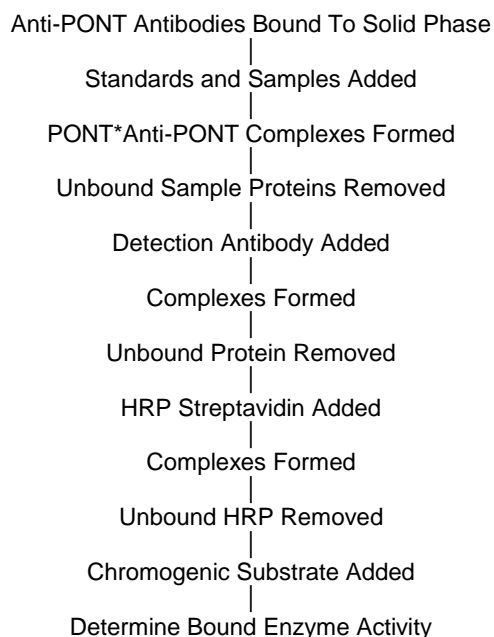 Anti-PONT Antibodies Bound To Solid Phase
Standards and Samples Added
PONT*Anti-PONT Complexes Formed
Unbound Sample Proteins Removed
Detection Antibody Added
Complexes Formed
Unbound Protein Removed
HRP Streptavidin Added
Complexes Formed
Unbound HRP Removed
Chromogenic Substrate Added
Determine Bound Enzyme Activity